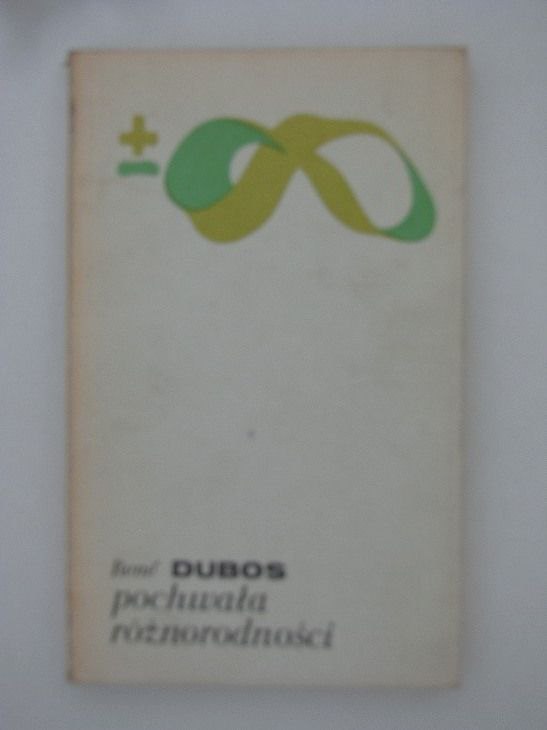 ±∞
René DUBOS
pochwała
różnorodności